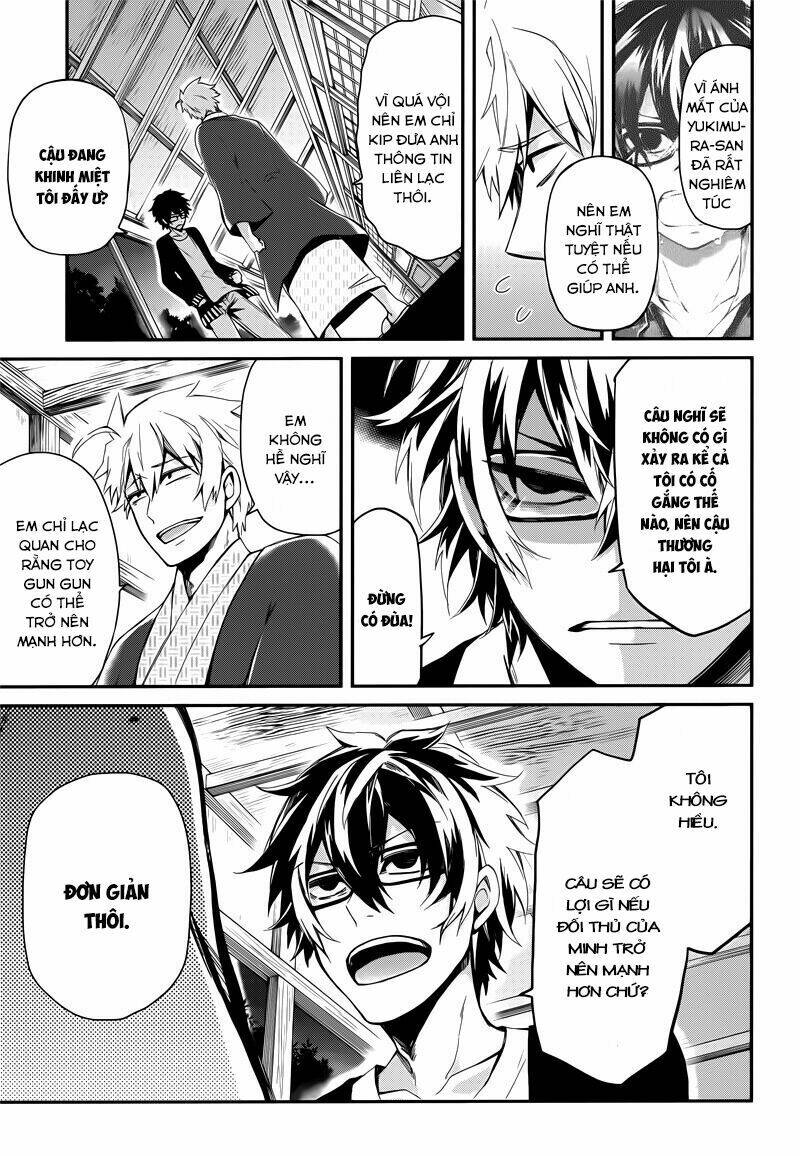 VÌ ÁNH
MẮT CỦA
YUKIMU-
RA-SAN
ĐÃ RẤT
NGHIÊM
TÚC
NÊN EM
NGHĨ THẬT
TUYỆT NẾU
CÓ THỂ
GIÚP ANH.
VÌ QUÁ VỘI
NÊN EM CHỈ
KỊP ĐƯA ANH
THÔNG TIN
LIÊN LẠC
THÔI.
CẬU ĐANG
KHINH MIỆT
TÔI ĐẤY Ư?
CẬU NGHĨ SẼ
KHÔNG CÓ GÌ
XẢY RA KỂ CẢ
TÔI CÓ CỐ
GẮNG THẾ
NÀO, NÊN CẬU
THƯƠNG
HẠI TÔI À.
ĐỪNG
CÓ ĐÙA!
EM
KHÔNG
HỀ NGHĨ
VẬY...
EM CHỈ LẠC
QUAN CHO
RẰNG TOY
GUN GUN
CÓ THỂ
TRỞ NÊN
MẠNH HƠN.
TÔI
KHÔNG
HIỂU.
CẬU SẼ CÓ
LỢI GÌ NẾU
ĐỐI THỦ CỦA
MINH TRỞ
NÊN MẠNH
HƠN CHỨ?
ĐƠN GIẢN
THÔI.